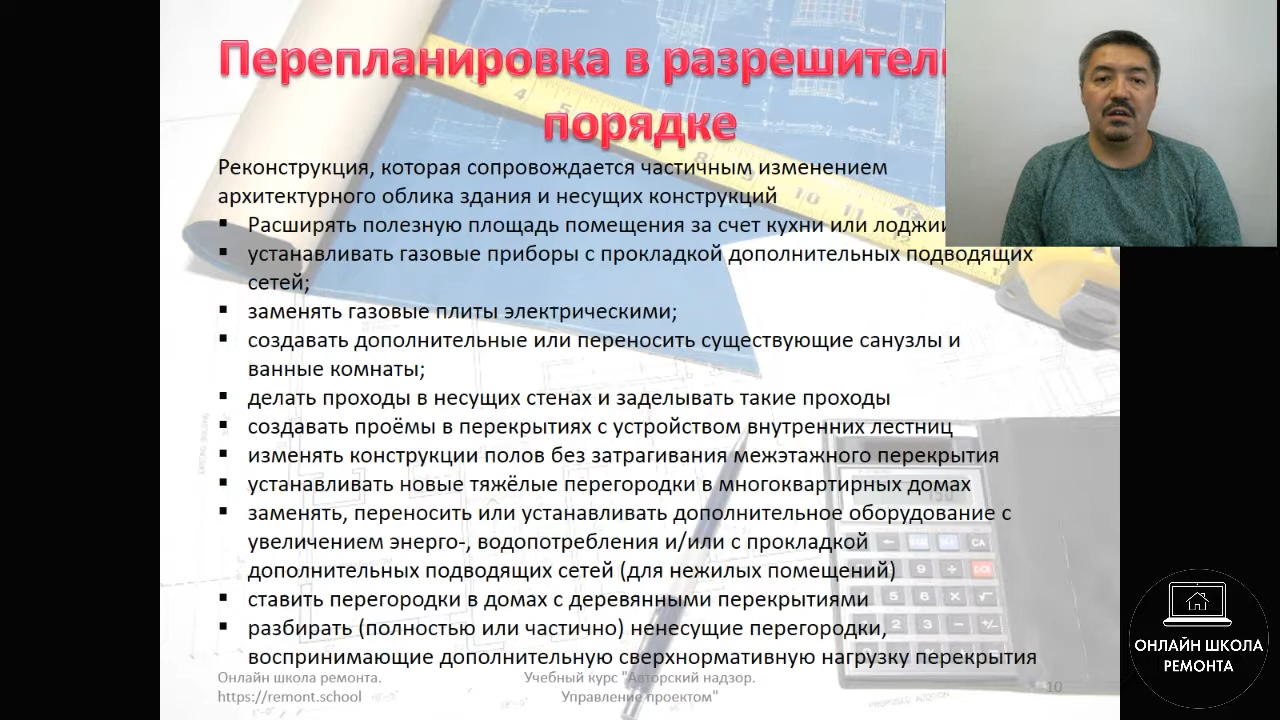 Перепланировка в разрешител
порядке
Реконструкция, которая сопровождается частичным изменением
архитектурного облика здания и несущих конструкций
▪ Расширять полезную площадь помещения за счет кухни или лоджии
▪ устанавливать газовые приборы с прокладкой дополнительных подводящих
сетей;
▪ заменять газовые плиты электрическими;
▪ создавать дополнительные или переносить существующие санузлы и
ванные комнаты;
▪ делать проходы в несущих стенах и заделывать такие проходы
▪ создавать проёмы в перекрытиях с устройством внутренних лестниц
▪ изменять конструкции полов без затрагивания межэтажного перекрытия
▪ устанавливать новые тяжёлые перегородки в многоквартирных домах
▪ заменять, переносить или устанавливать дополнительное оборудование с
увеличением энерго-, водопотребления и/или с прокладкой
дополнительных подводящих сетей (для нежилых помещений)
▪ ставить перегородки в домах с деревянными перекрытиями
▪ разбирать (полностью или частично) ненесущие перегородки,
воспринимающие дополнительную сверхнормативную нагрузку перекрытия
Онлайн школа ремонта.
https://remont.school
Учебный курс "Авторский надзор.
Управление проектом"
10
ОНЛАЙН ШКОЛА
РЕМОНТА